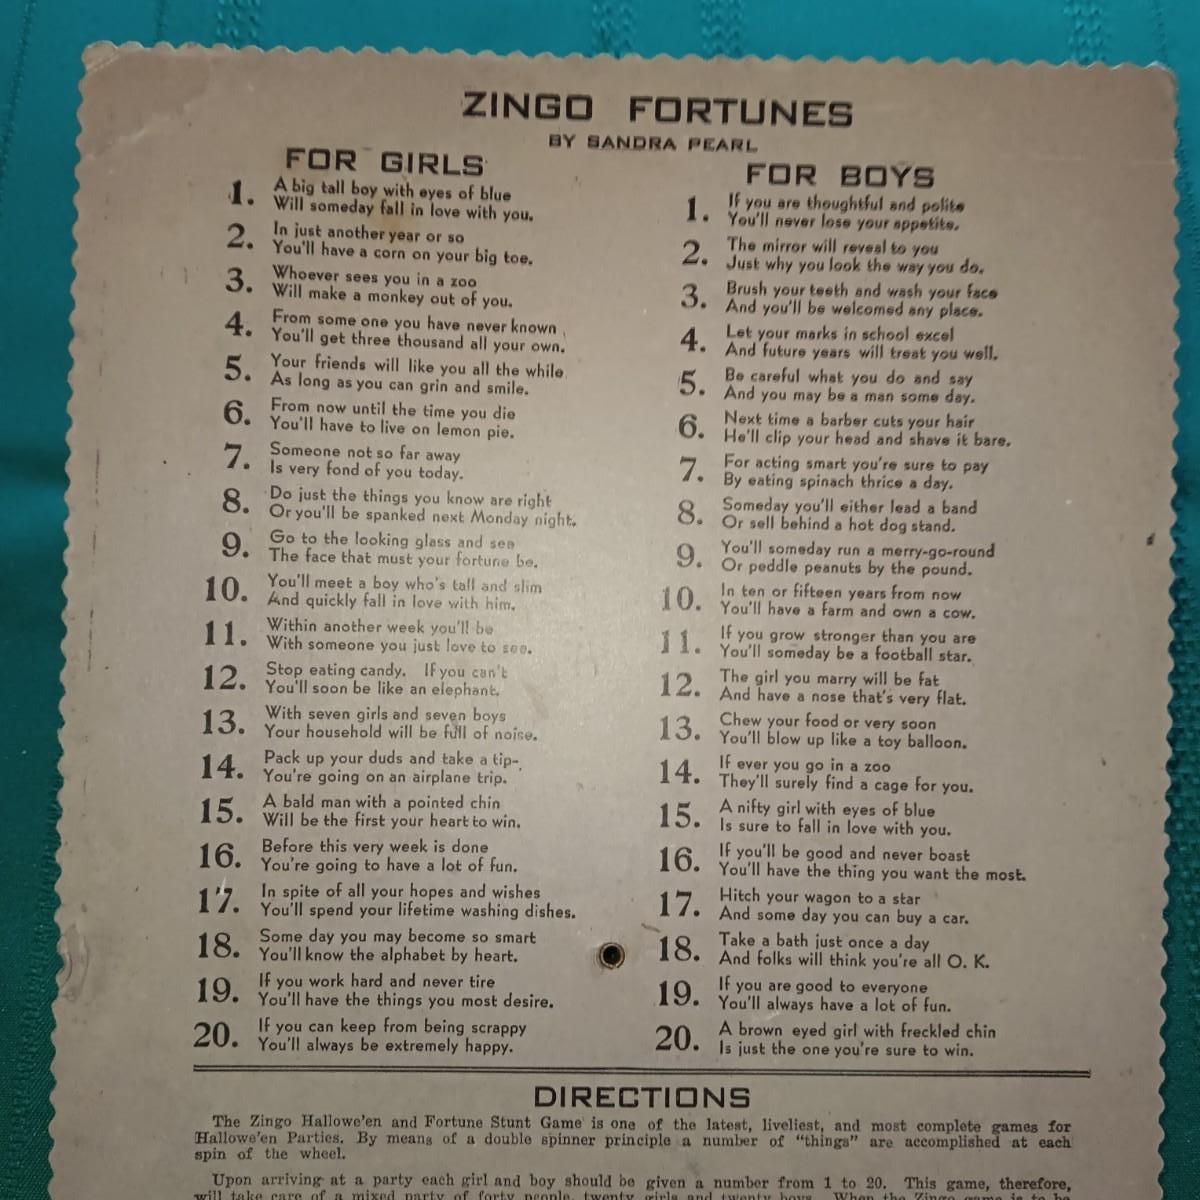 ZINGO FORTUNES
BY SANDRA PEARL
FOR GIRLS
1. A big tall boy with eyes of blue
Will someday fall in love with you.
2. In just another year or so
You'll have a corn on your big toe.
3. Whoever sees you in a zoo
Will make a monkey out of you.
4. From some one you have never known
You'll get three thousand all your own.
5. Your friends will like you all the while
As long as you can grin and smile.
6. From now until the time you die
You'll have to live on lemon pie.
7. Someone not so far away
Is very fond of you today.
8. Do just the things you know are right
Or you'll be spanked next Monday night.
9. Go to the looking glass and see
The face that must your fortune be.
10. You'll meet a boy who's tall and slim
And quickly fall in love with him.
11. Within another week you'll be
With someone you just love to see.
12. Stop eating candy. If you can't
You'll soon be like an elephant.
13. With seven girls and seven boys
Your household will be full of noise.
14. Pack up your duds and take a tip-
You're going on an airplane trip.
15. A bald man with a pointed chin
Will be the first your heart to win.
16. Before this very week is done
You're going to have a lot of fun.
17. In spite of all your hopes and wishes
You'll spend your lifetime washing dishes.
18. Some day you may become so smart
You'll know the alphabet by heart.
19. If you work hard and never tire
You'll have the things you most desire.
20. If you can keep from being scrappy
You'll always be extremely happy.
FOR BOYS
1. If you are thoughtful and polite
You'll never lose your appetite.
2. The mirror will reveal to you
Just why you look the way you do.
3. Brush your teeth and wash your face
And you'll be welcomed any place.
4. Let your marks in school excel
And future years will treat you well.
5. Be careful what you do and say
And you may be a man some day.
6. Next time a barber cuts your hair
He'll clip your head and shave it bare.
7. For acting smart you're sure to pay
By eating spinach thrice a day.
8. Someday you'll either lead a band
Or sell behind a hot dog stand.
9. You'll someday run a merry-go-round
Or peddle peanuts by the pound.
10. In ten or fifteen years from now
You'll have a farm and own a cow.
11. If you grow stronger than you are
You'll someday be a football star.
12. The girl you marry will be fat
And have a nose that's very flat.
13. Chew your food or very soon
You'll blow up like a toy balloon.
14. If ever you go in a zoo
They'll surely find a cage for you.
15. A nifty girl with eyes of blue
Is sure to fall in love with you.
16. If you'll be good and never boast
You'll have the thing you want the most.
17. Hitch your wagon to a star
And some day you can buy a car.
18. Take a bath just once a day
And folks will think you're all O. K.
19. If you are good to everyone
You'll always have a lot of fun.
20. A brown eyed girl with freckled chin
Is just the one you're sure to win.
DIRECTIONS
The Zingo Hallowe'en and Fortune Stunt Game is one of the latest, liveliest, and most complete games for
Hallowe'en Parties. By means of a double spinner principle a number of "things" are accomplished at each
spin of the wheel.
Upon arriving at a party each girl and boy should be given a number from 1 to 20. This game, therefore,
will take care of a mixed party of forty people, twenty girls and twenty boys. When the Zingo game is to be